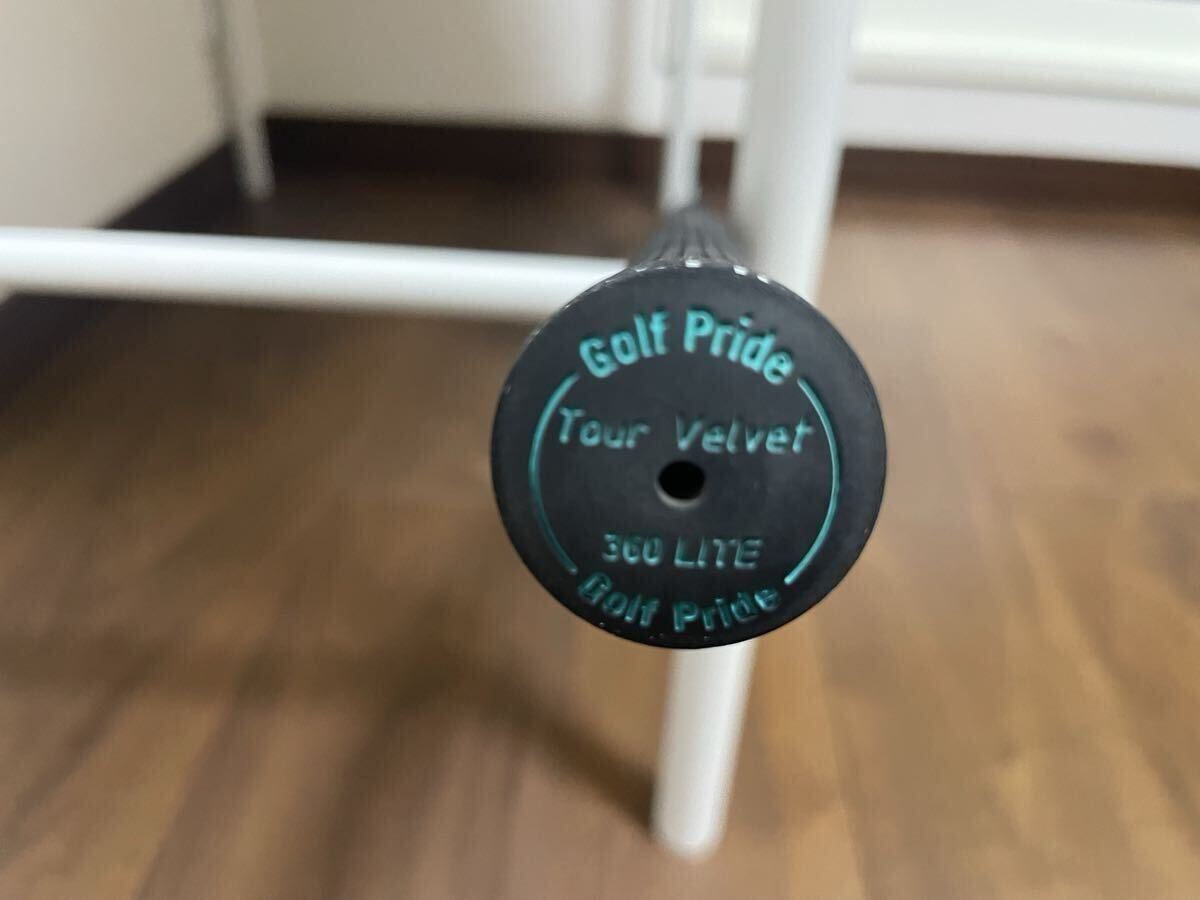 Golf Pride
Tour Velvet
360 LITE
Golf Pride